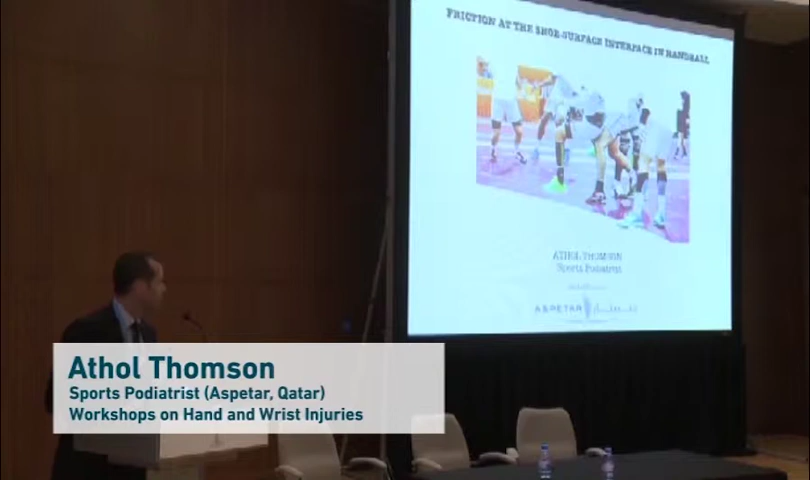 FRICTION AT THE SHOE-SURFACE INTERFACE IN HANDBALL
ATHOL THOMSON
Sports Podiatrist
ASPETAR
Athol Thomson
Sports Podiatrist (Aspetar, Qatar)
Workshops on Hand and Wrist Injuries